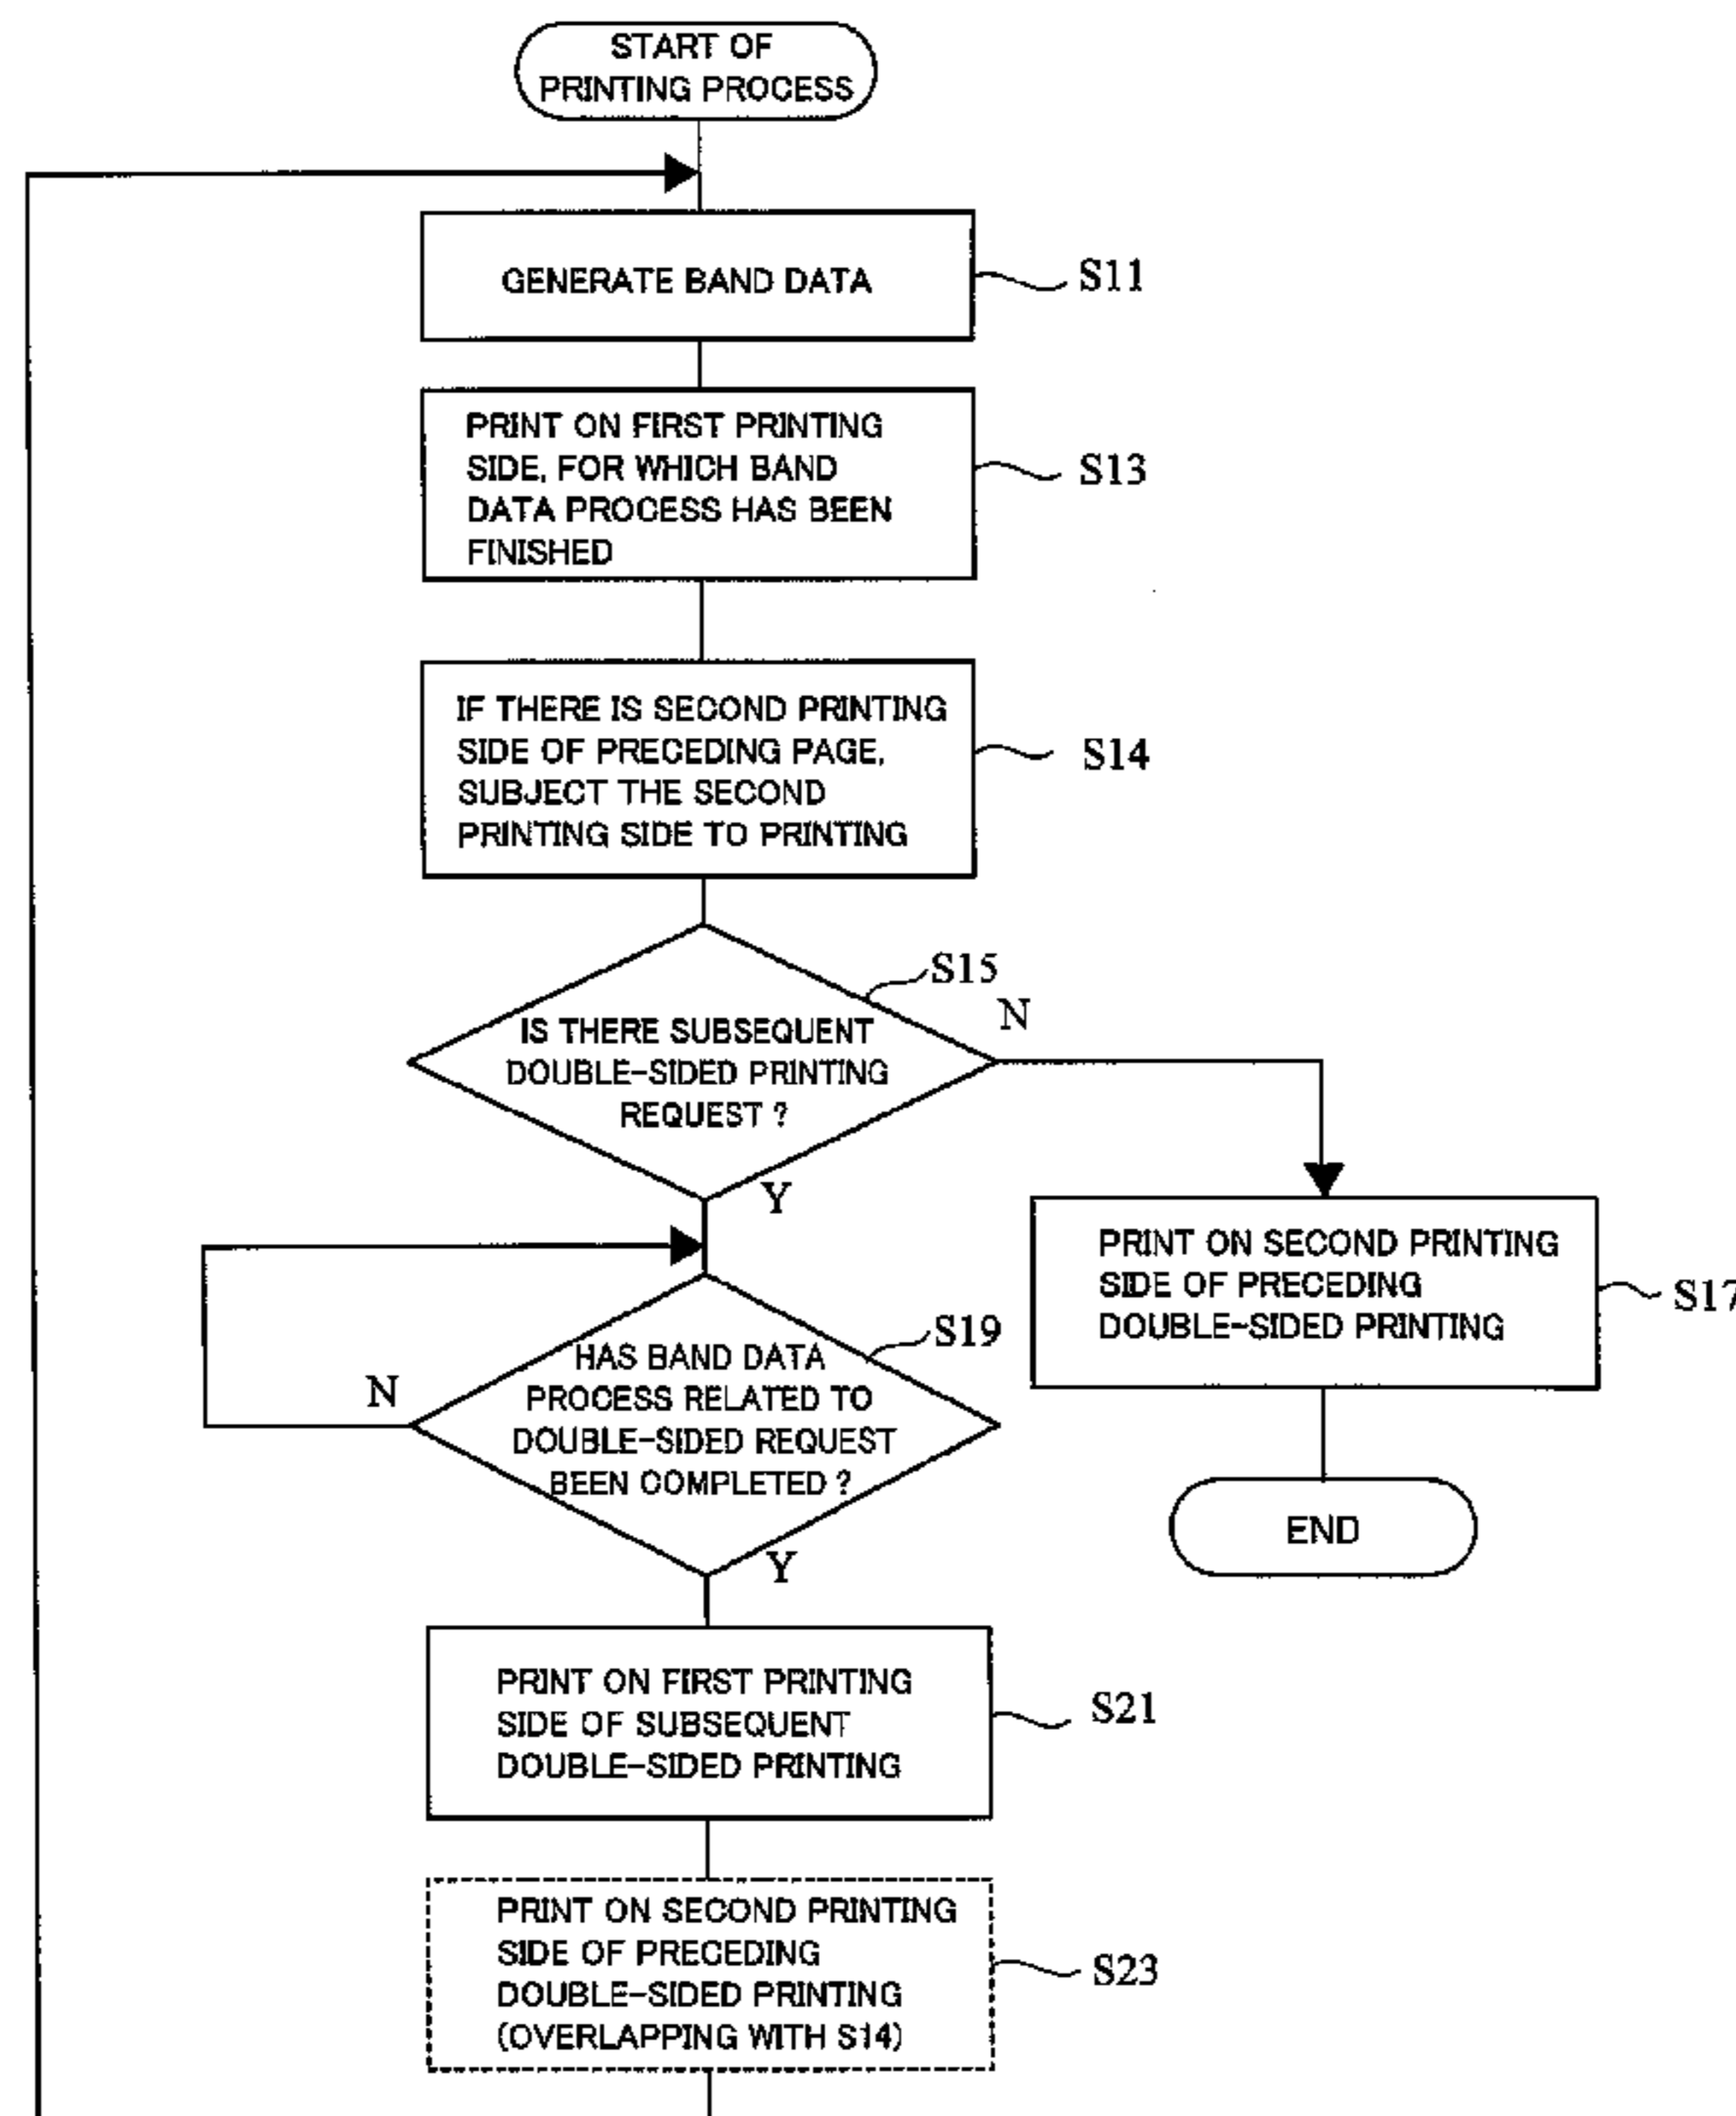 START OF
PRINTING PROCESS
GENERATE BAND DATA
S11
PRINT ON FIRST PRINTING
SIDE, FOR WHICH BAND
DATA PROCESS HAS BEEN
FINISHED
S13
IF THERE IS SECOND PRINTING
SIDE OF PRECEDING PAGE,
SUBJECT THE SECOND
PRINTING SIDE TO PRINTING
S14
S15
N
IS THERE SUBSEQUENT
DOUBLE-SIDED PRINTING
REQUEST ?
Y
PRINT ON SECOND PRINTING
SIDE OF PRECEDING
DOUBLE-SIDED PRINTING
S17
END
S19
N
HAS BAND DATA
PROCESS RELATED TO
DOUBLE-SIDED REQUEST
BEEN COMPLETED ?
Y
PRINT ON FIRST PRINTING
SIDE OF SUBSEQUENT
DOUBLE-SIDED PRINTING
S21
PRINT ON SECOND PRINTING
SIDE OF PRECEDING
DOUBLE-SIDED PRINTING
(OVERLAPPING WITH S14)
S23